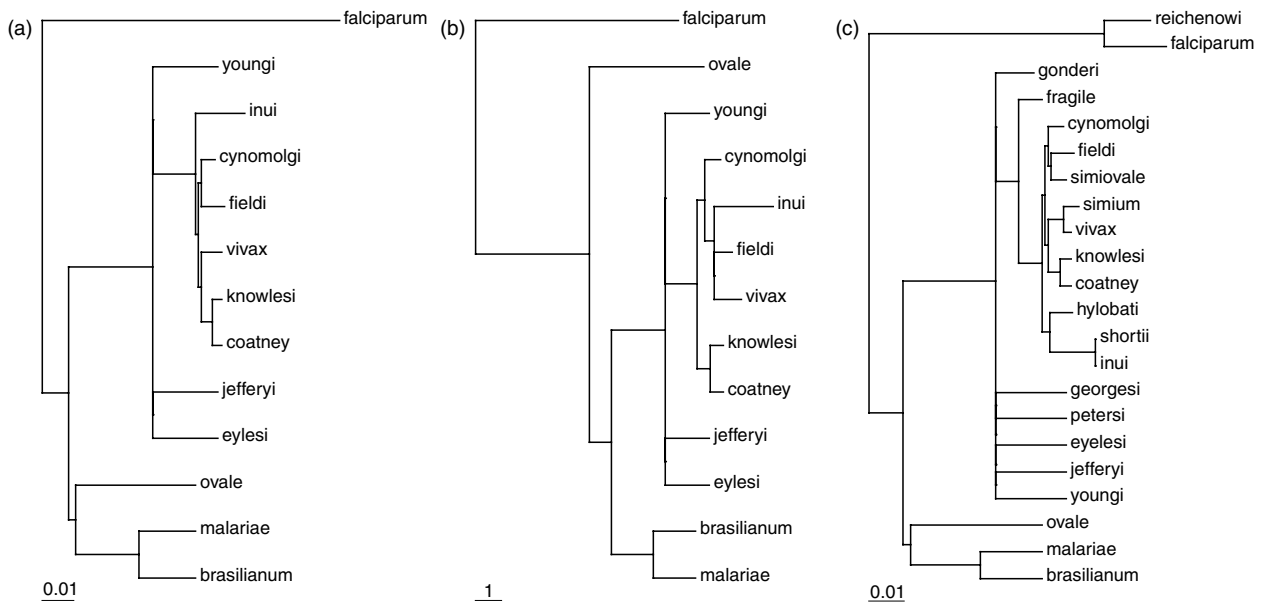 (a)
falciparum
youngi
inui
cynomolgi
fieldi
vivax
knowlesi
coatney
jefferyi
eylesi
ovale
malariae
brasilianum
0.01
(b)
falciparum
ovale
youngi
cynomolgi
inui
fieldi
vivax
knowlesi
coatney
jefferyi
eylesi
brasilianum
malariae
1
(c)
reichenowi
falciparum
gonderi
fragile
cynomolgi
fieldi
simiovale
simium
vivax
knowlesi
coatney
hylobati
shortii
inui
georgesi
petersi
eyelesi
jefferyi
youngi
ovale
malariae
brasilianum
0.01